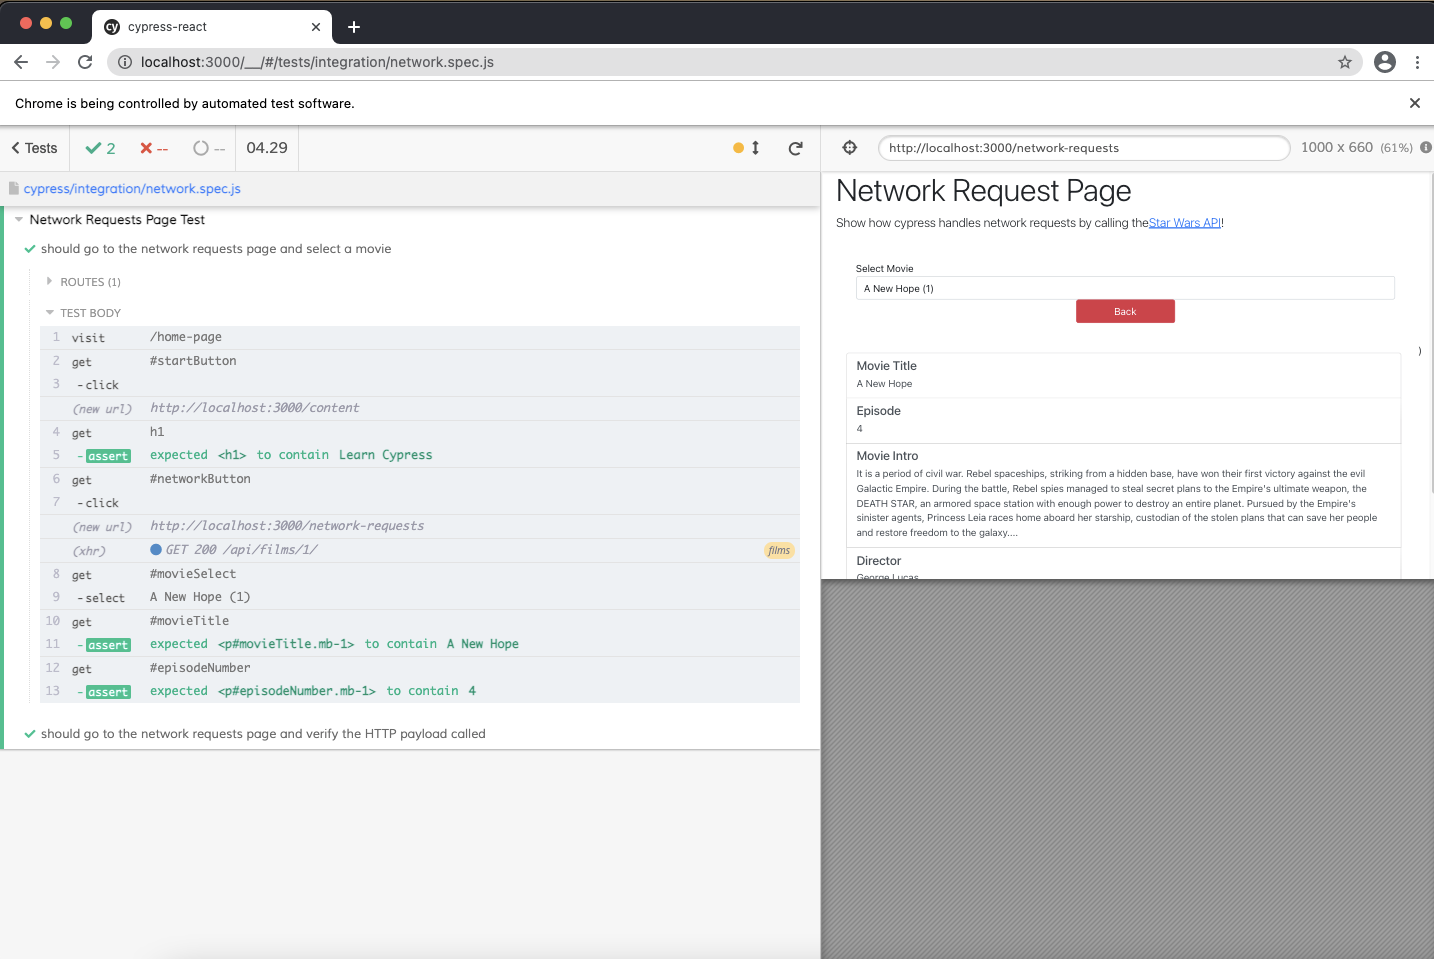 cypress-react
localhost:3000/__/#/tests/integration/network.spec.js
Chrome is being controlled by automated test software.
Tests 2 -- -- 04.29
http://localhost:3000/network-requests 1000 x 660 (61%)
cypress/integration/network.spec.js
Network Requests Page Test
should go to the network requests page and select a movie
ROUTES (1)
TEST BODY
1 visit /home-page
2 get #startButton
3 -click
(new url) http://localhost:3000/content
4 get h1
5 -assert expected <h1> to contain Learn Cypress
6 get #networkButton
7 -click
(new url) http://localhost:3000/network-requests
(xhr) GET 200 /api/films/1/ films
8 get #movieSelect
9 -select A New Hope (1)
10 get #movieTitle
11 -assert expected <p#movieTitle.mb-1> to contain A New Hope
12 get #episodeNumber
13 -assert expected <p#episodeNumber.mb-1> to contain 4
should go to the network requests page and verify the HTTP payload called
Network Request Page
Show how cypress handles network requests by calling theStar Wars API!
Select Movie
A New Hope (1)
Back
)
Movie Title
A New Hope
Episode
4
Movie Intro
It is a period of civil war. Rebel spaceships, striking from a hidden base, have won their first victory against the evil
Galactic Empire. During the battle, Rebel spies managed to steal secret plans to the Empire's ultimate weapon, the
DEATH STAR, an armored space station with enough power to destroy an entire planet. Pursued by the Empire's
sinister agents, Princess Leia races home aboard her starship, custodian of the stolen plans that can save her people
and restore freedom to the galaxy....
Director
George Lucas